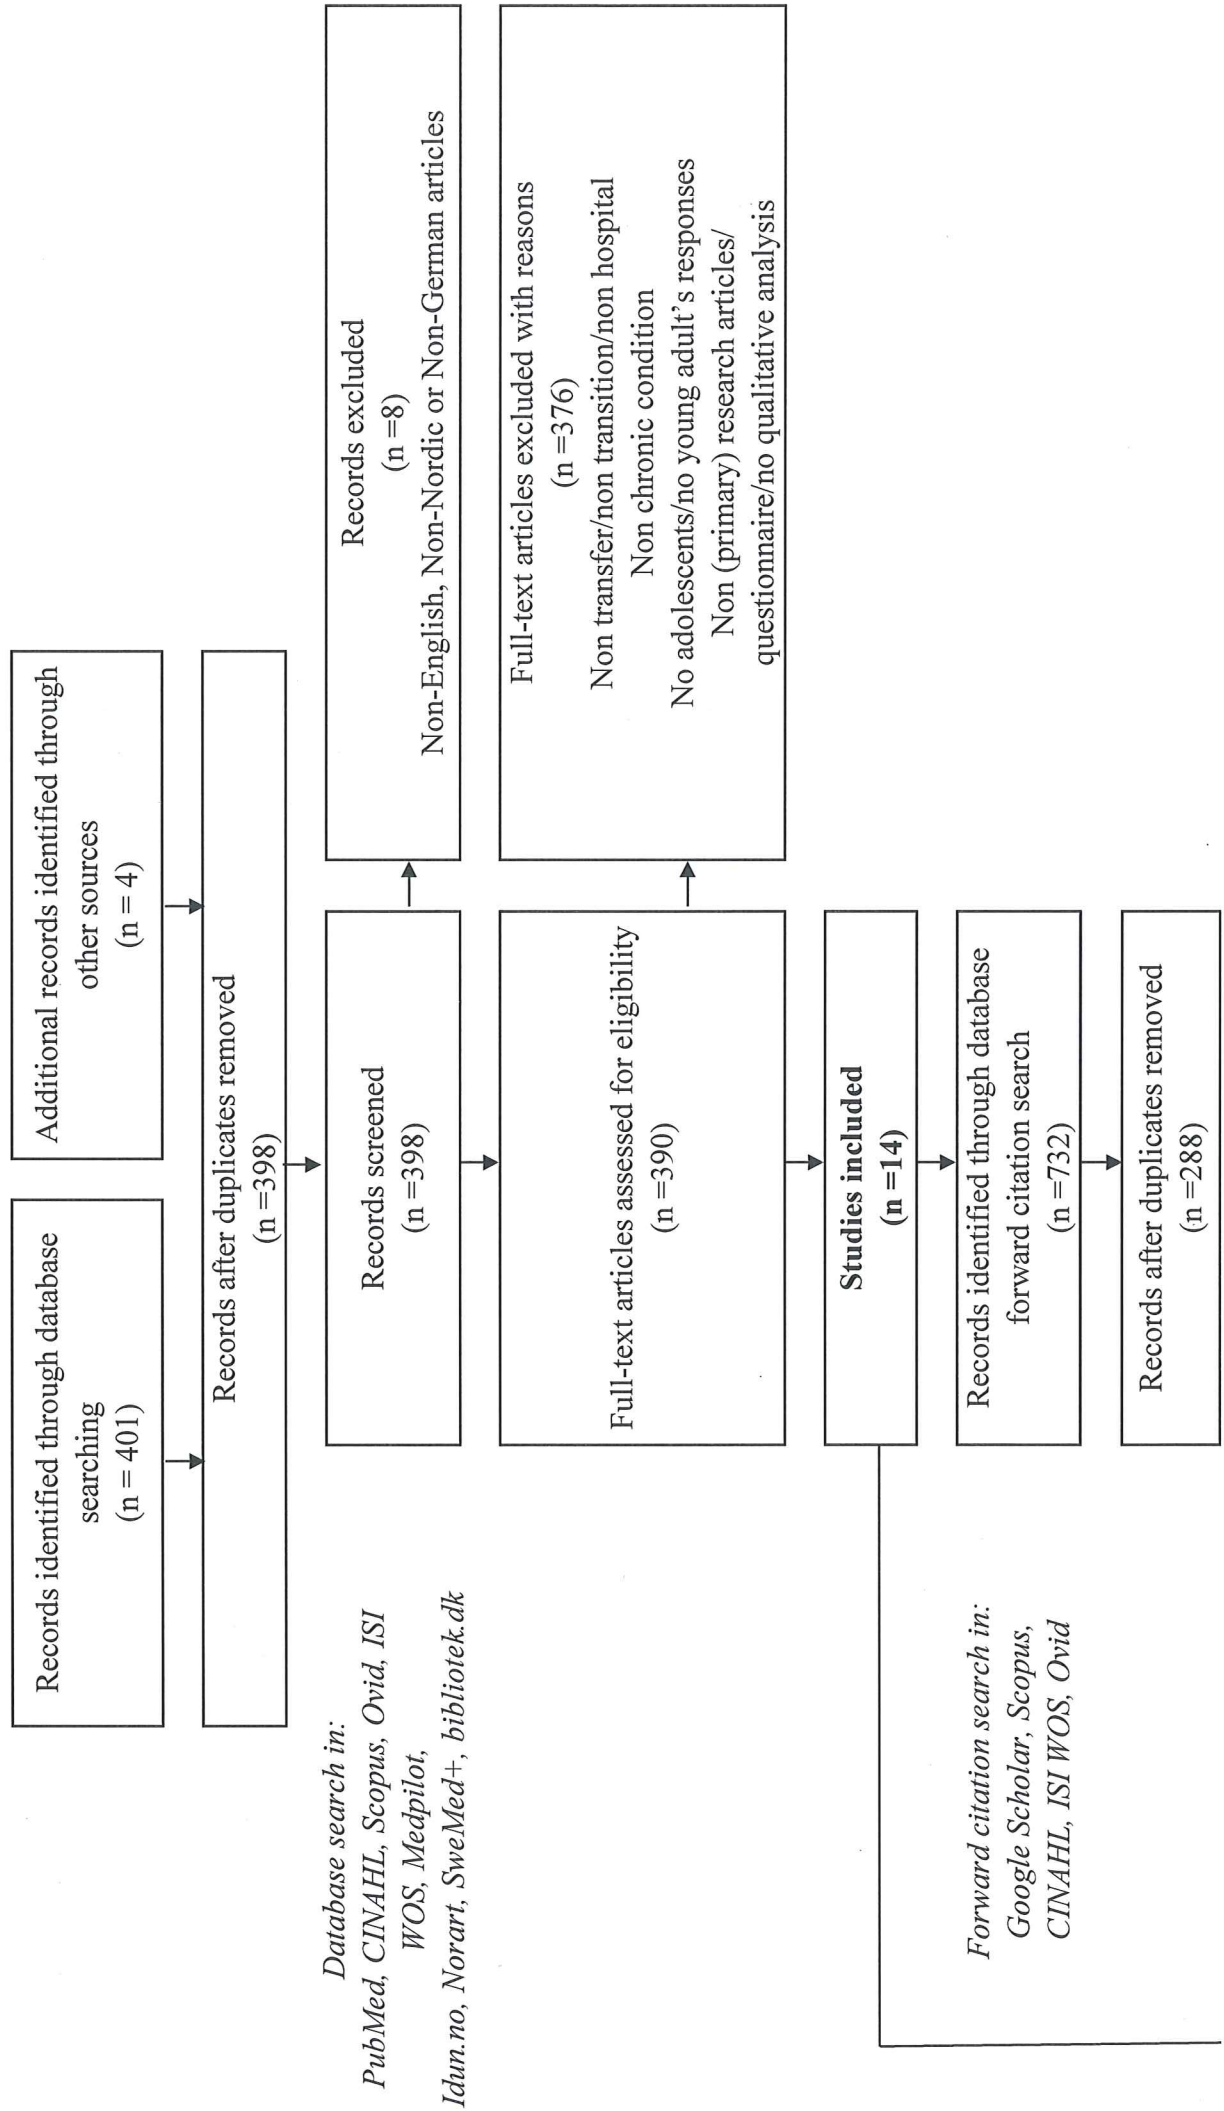 Records identified through database
searching
(n = 401)
Additional records identified through
other sources
(n = 4)
Records after duplicates removed
(n =398)
Database search in:
PubMed, CINAHL, Scopus, Ovid, ISI
WOS, Medpilot,
Idun.no, Norart, SweMed+, bibliotek.dk
Records screened
(n =398)
Records excluded
(n =8)
Non-English, Non-Nordic or Non-German articles
Full-text articles assessed for eligibility
(n =390)
Full-text articles excluded with reasons
(n =376)
Non transfer/non transition/non hospital
Non chronic condition
No adolescents/no young adult’s responses
Non (primary) research articles/
questionnaire/no qualitative analysis
Studies included
(n =14)
Forward citation search in:
Google Scholar, Scopus,
CINAHL, ISI WOS, Ovid
Records identified through database
forward citation search
(n =732)
Records after duplicates removed
(n =288)